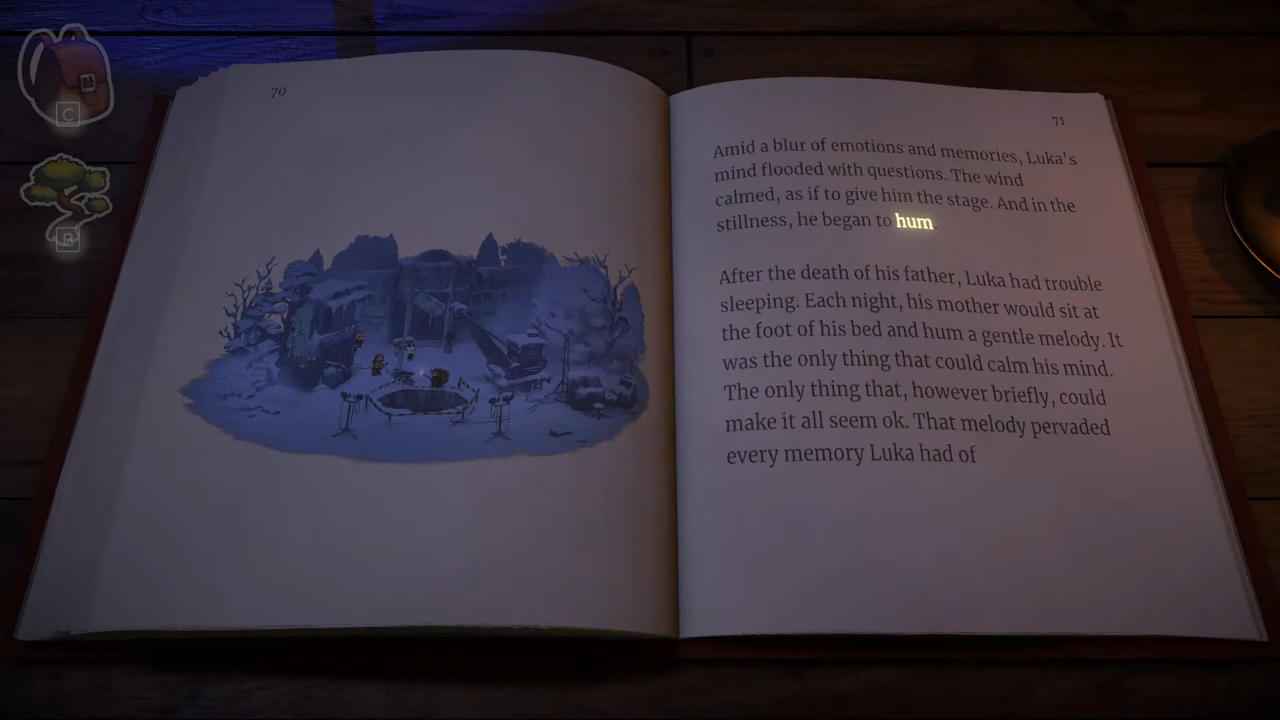 70
71
Amid a blur of emotions and memories, Luka's
mind flooded with questions. The wind
calmed, as if to give him the stage. And in the
stillness, he began to hum.
After the death of his father, Luka had trouble
sleeping. Each night, his mother would sit at
the foot of his bed and hum a gentle melody. It
was the only thing that could calm his mind.
The only thing that, however briefly, could
make it all seem ok. That melody pervaded
every memory Luka had of
C
B